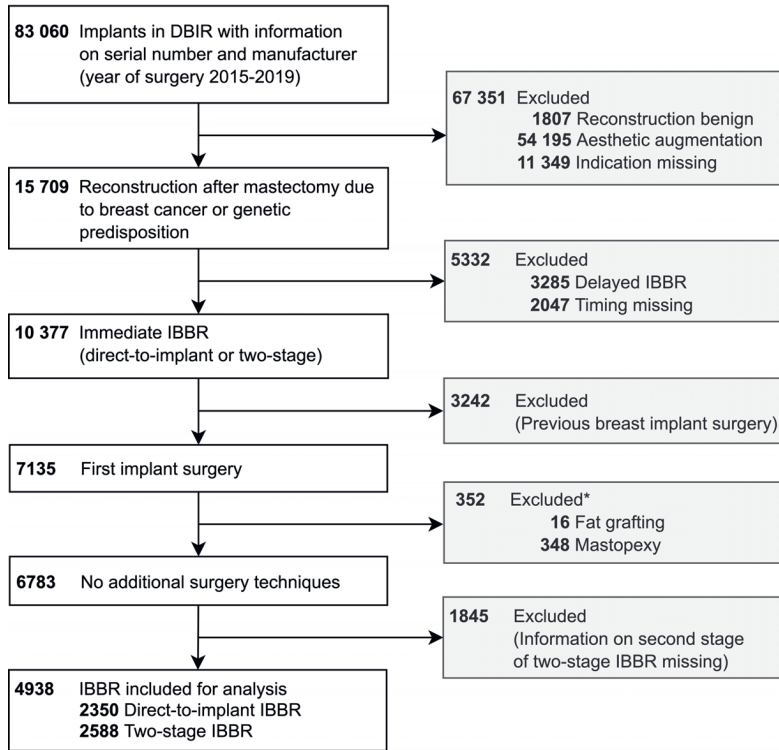 83 060 Implants in DBIR with information
on serial number and manufacturer
(year of surgery 2015-2019)
67 351 Excluded
1807 Reconstruction benign
54 195 Aesthetic augmentation
11 349 Indication missing
15 709 Reconstruction after mastectomy due
to breast cancer or genetic
predisposition
5332 Excluded
3285 Delayed IBBR
2047 Timing missing
10 377 Immediate IBBR
(direct-to-implant or two-stage)
3242 Excluded
(Previous breast implant surgery)
7135 First implant surgery
352 Excluded*
16 Fat grafting
348 Mastopexy
6783 No additional surgery techniques
1845 Excluded
(Information on second stage
of two-stage IBBR missing)
4938 IBBR included for analysis
2350 Direct-to-implant IBBR
2588 Two-stage IBBR